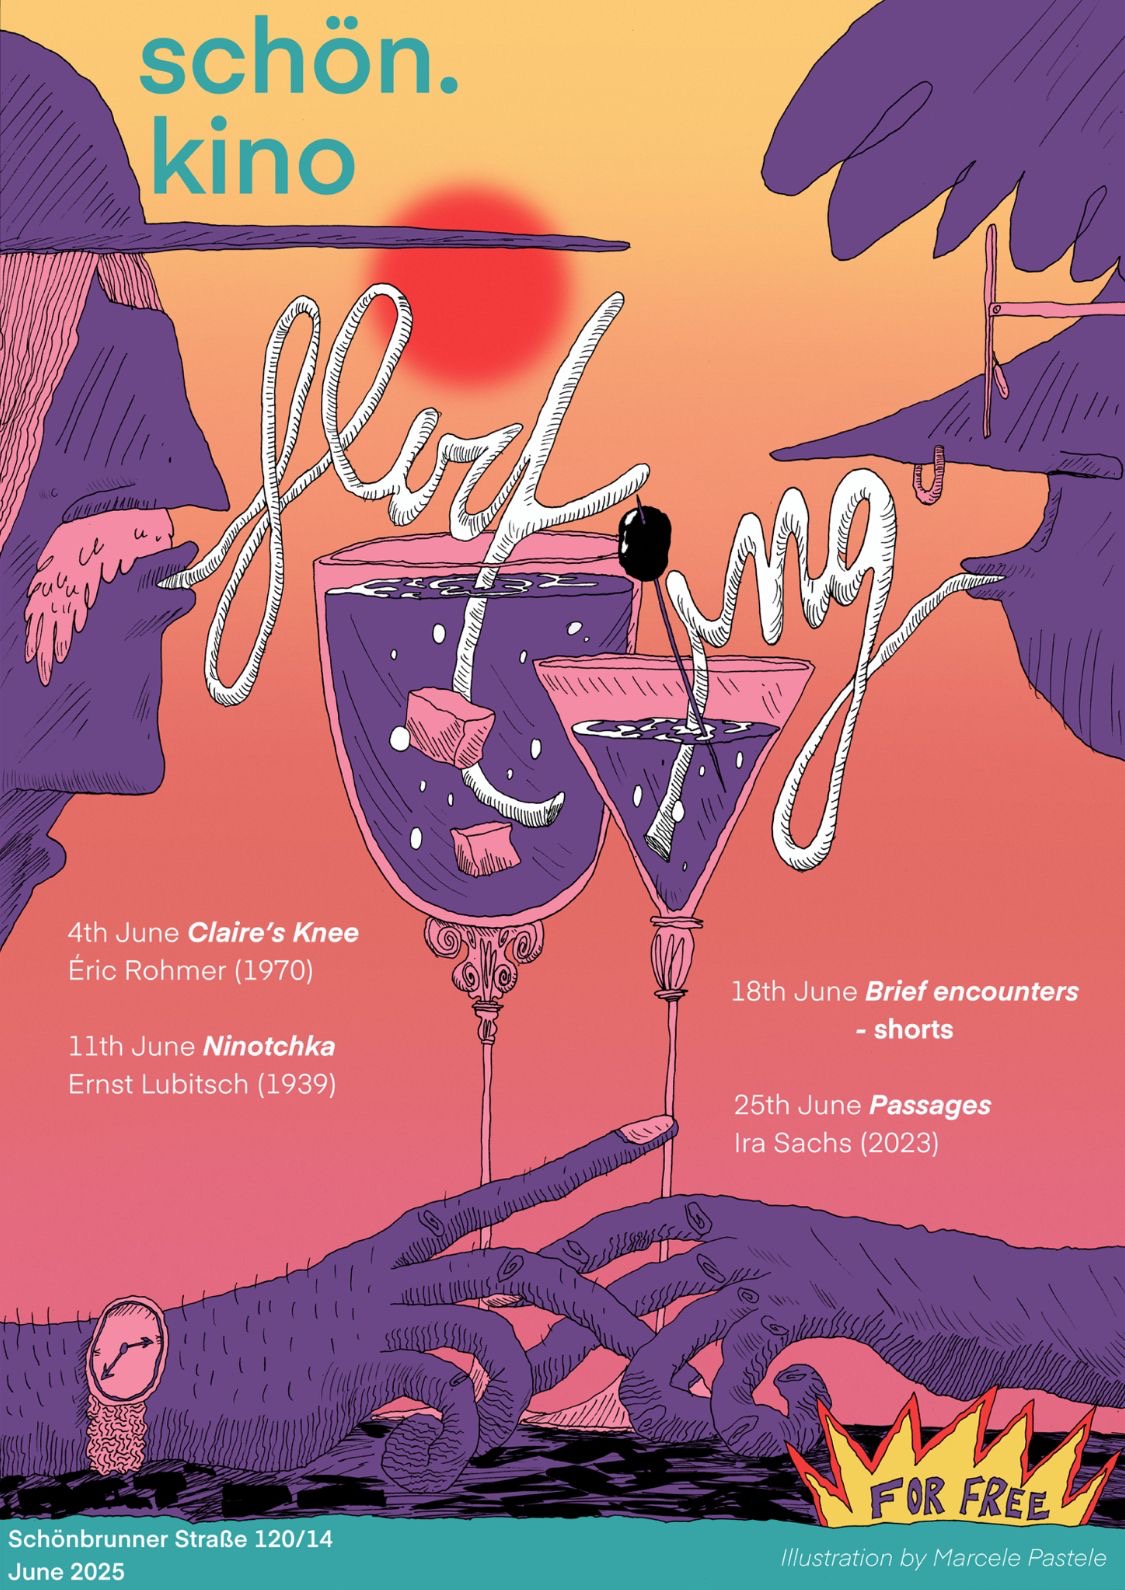 schön.
kino
flirting
4th June Claire's Knee
Éric Rohmer (1970)
11th June Ninotchka
Ernst Lubitsch (1939)
18th June Brief encounters
- shorts
25th June Passages
Ira Sachs (2023)
FOR FREE
Schönbrunner Straße 120/14
June 2025
Illustration by Marcele Pastele